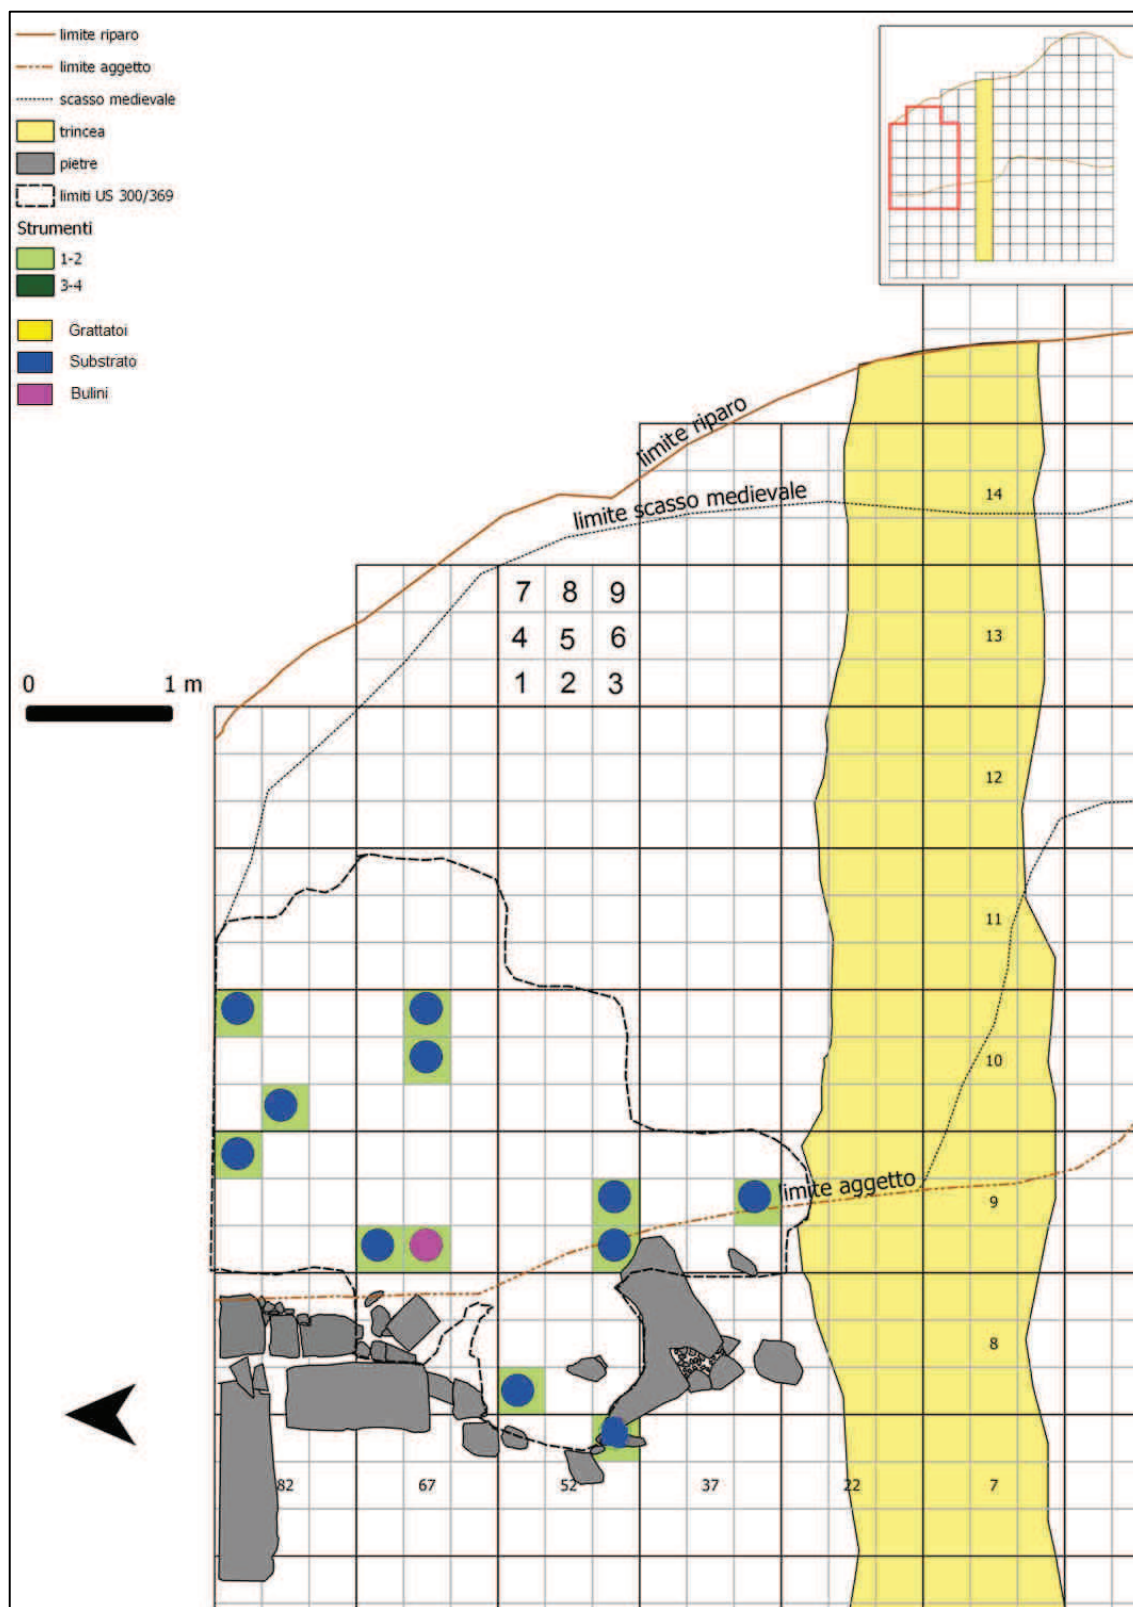 limite riparo
limite aggetto
scasso medievale
trincea
pietre
limiti US 300/369
Strumenti
1-2
3-4
Grattatoi
Substrato
Bulini
limite riparo
limite scasso medievale
14
7 8 9
4 5 6
1 2 3
13
0 1 m
12
11
10
limite aggetto
9
8
82 67 52 37 22 7